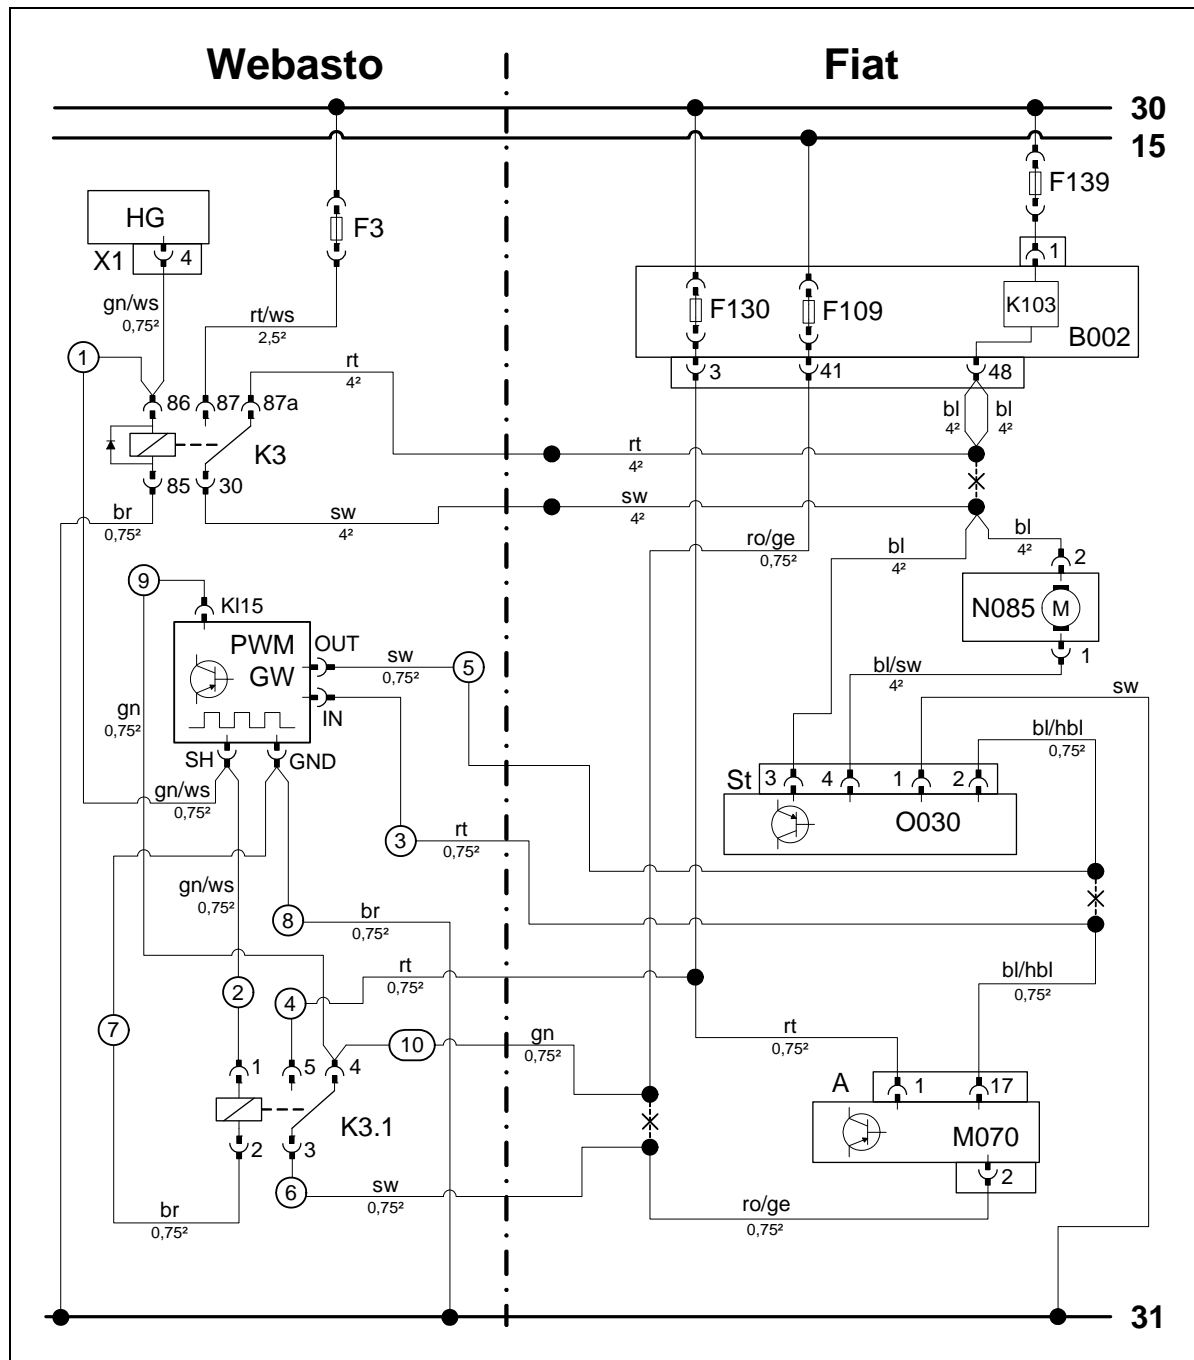 Webasto
Fiat
30
15
F139
HG
F3
X1
4
1
gn/ws
0,75²
rt/ws
2,5²
F130
F109
K103
B002
1
rt
4²
3
41
48
86
87
87a
bl
4²
bl
4²
K3
rt
4²
85
30
br
0,75²
sw
4²
sw
4²
ro/ge
0,75²
bl
4²
bl
4²
2
9
Kl15
N085
M
PWM
GW
OUT
sw
0,75²
5
1
IN
bl/sw
4²
sw
gn
0,75²
bl/hbl
0,75²
SH
GND
gn/ws
0,75²
St
3
4
1
2
O030
3
rt
0,75²
gn/ws
0,75²
8
br
0,75²
rt
0,75²
bl/hbl
0,75²
2
4
7
10
gn
0,75²
rt
0,75²
1
5
4
A
1
17
K3.1
M070
2
3
2
6
sw
0,75²
br
0,75²
ro/ge
0,75²
31